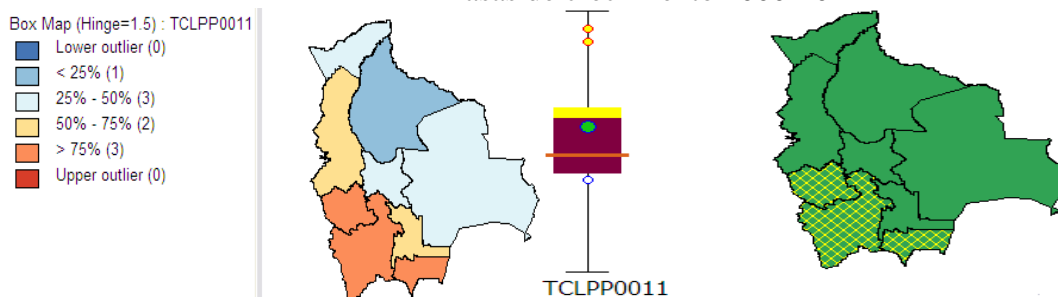 Box Map (Hinge=1.5) : TCLPP0011
Lower outlier (0)
< 25% (1)
25% - 50% (3)
50% - 75% (2)
> 75% (3)
Upper outlier (0)
TCLPP0011